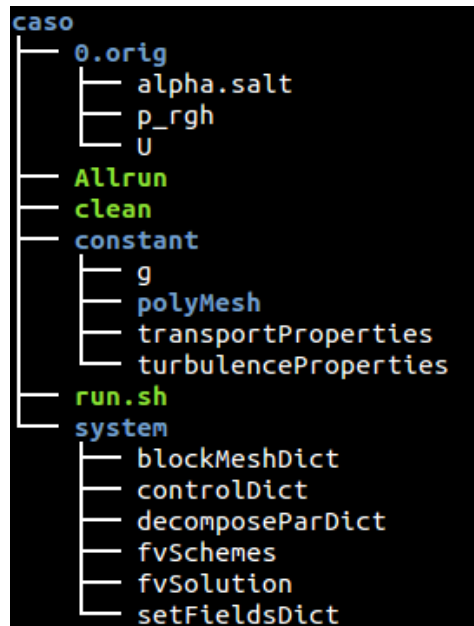 caso
0.orig
alpha.salt
p_rgh
U
Allrun
clean
constant
g
polyMesh
transportProperties
turbulenceProperties
run.sh
system
blockMeshDict
controlDict
decomposeParDict
fvSchemes
fvSolution
setFieldsDict